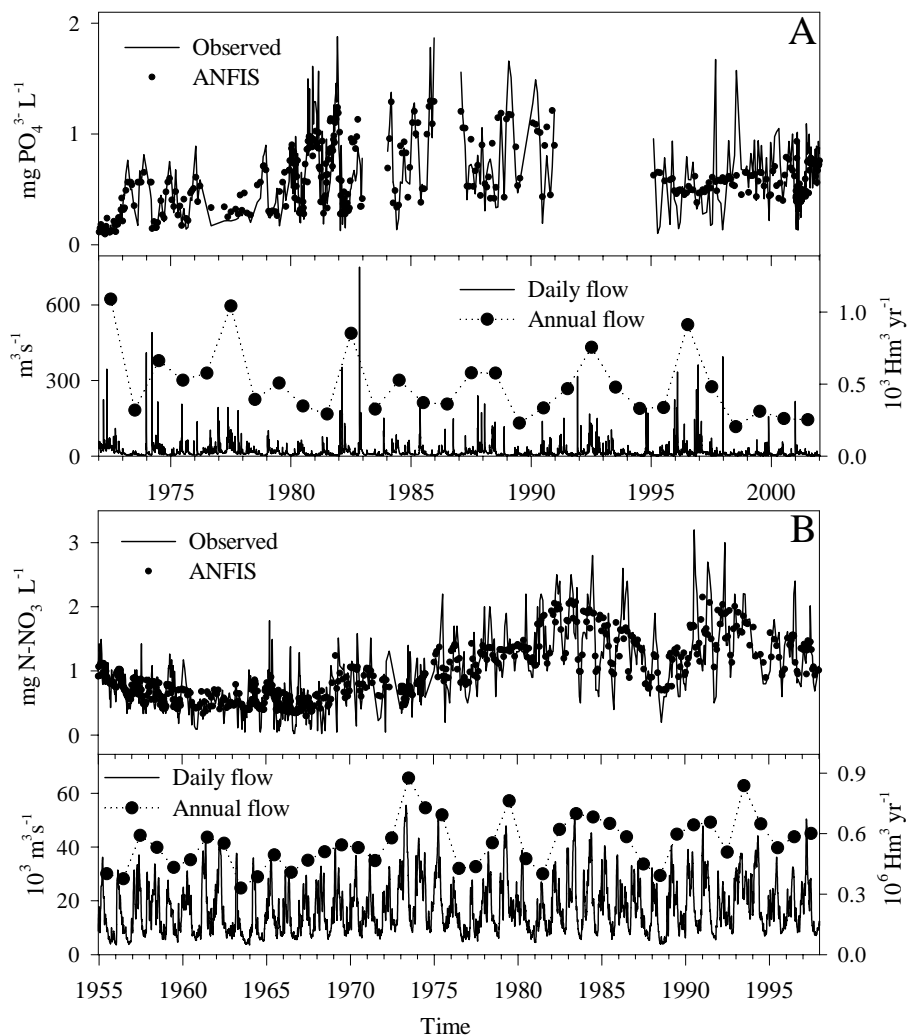 A
2
1
0
mg PO₄³⁻ L⁻¹
Observed
ANFIS
600
300
0
m³s⁻¹
Daily flow
Annual flow
1.0
0.5
0.0
10³ Hm³ yr⁻¹
1975 1980 1985 1990 1995 2000
B
3
2
1
0
mg N-NO₃ L⁻¹
Observed
ANFIS
60
40
20
0
10³ m³s⁻¹
Daily flow
Annual flow
0.9
0.6
0.3
0.0
10⁶ Hm³ yr⁻¹
1955 1960 1965 1970 1975 1980 1985 1990 1995
Time